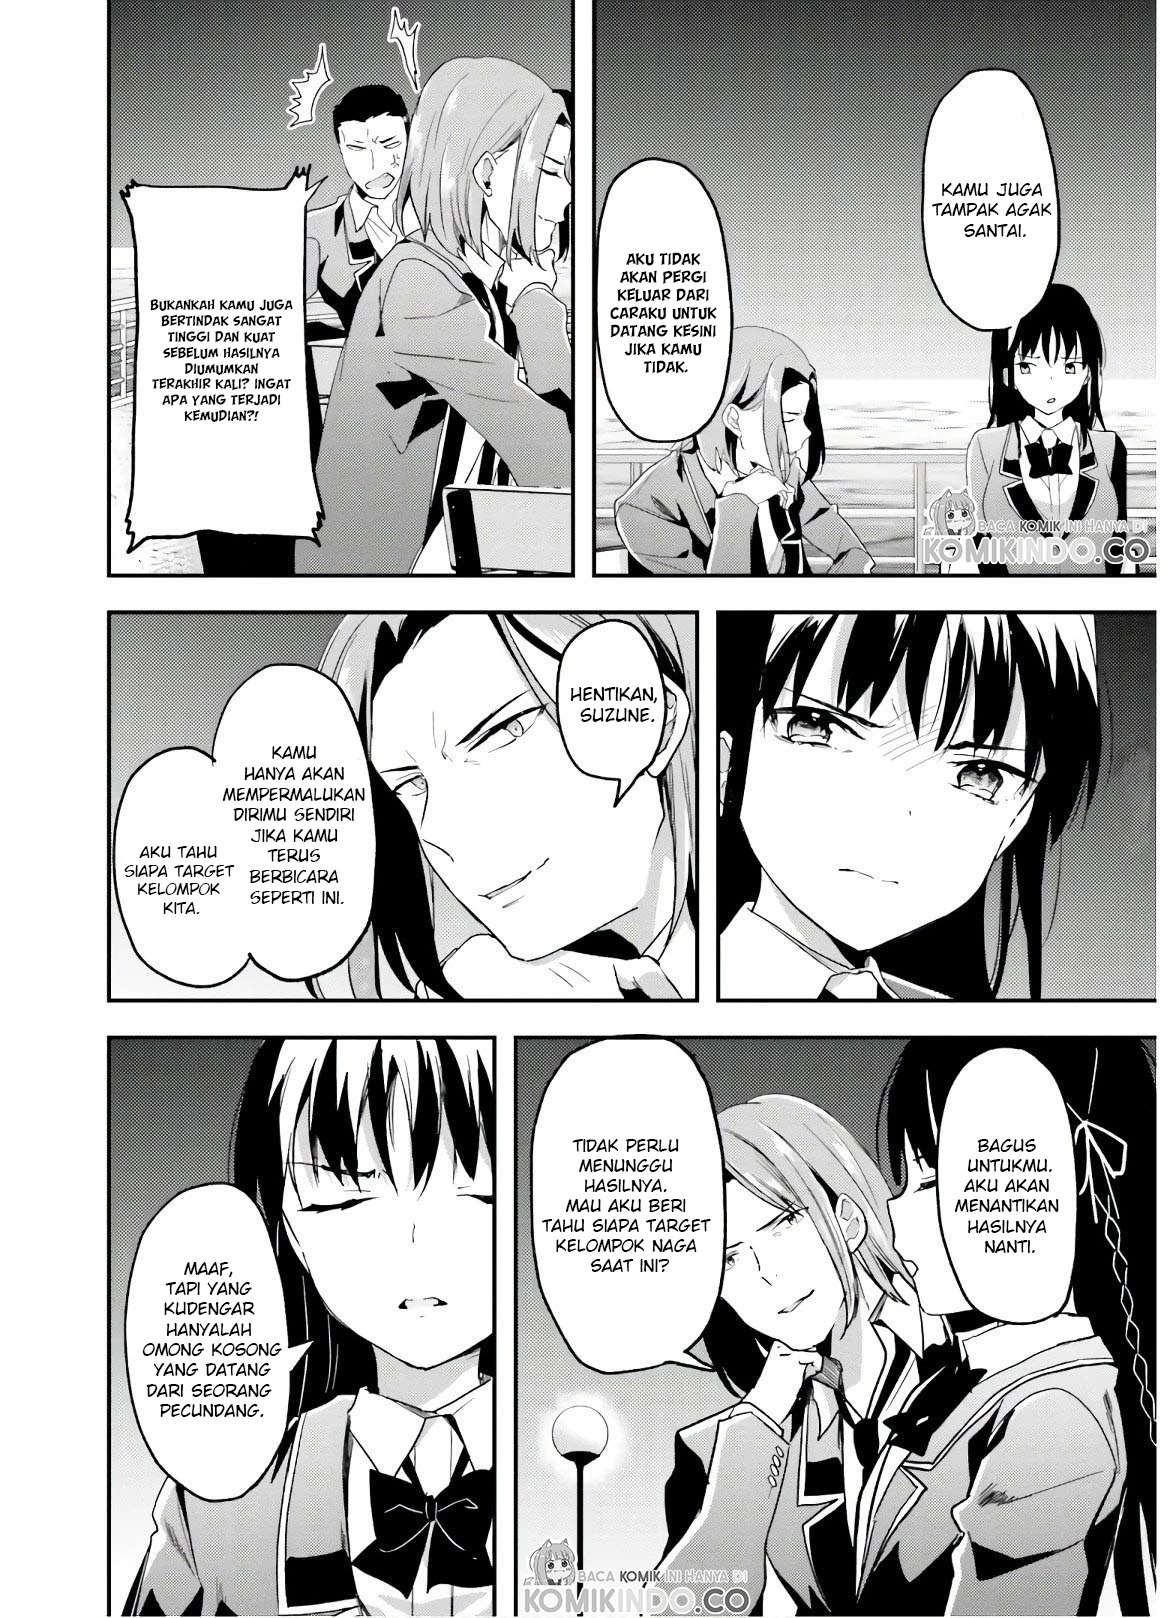 KAMU JUGA
TAMPAK AGAK
SANTAI.
AKU TIDAK
AKAN PERGI
KELUAR DARI
CARAKU UNTUK
DATANG KESINI
JIKA KAMU
TIDAK.
BACA KOMIK INI HANYA DI
KOMIKINDO.CO
BUKANKAH KAMU JUGA
BERTINDAK SANGAT
TINGGI DAN KUAT
SEBELUM HASILNYA
DIUMUMKAN
TERAKHIR KALI? INGAT
APA YANG TERJADI
KEMUDIAN?!
HENTIKAN,
SUZUNE.
KAMU
HANYA AKAN
MEMPERMALUKAN
DIRIMU SENDIRI
JIKA KAMU
TERUS
BERBICARA
SEPERTI INI.
AKU TAHU
SIAPA TARGET
KELOMPOK
KITA.
BAGUS
UNTUKMU.
AKU AKAN
MENANTIKAN
HASILNYA
NANTI.
TIDAK PERLU
MENUNGGU
HASILNYA.
MAU AKU BERI
TAHU SIAPA TARGET
KELOMPOK NAGA
SAAT INI?
MAAF,
TAPI YANG
KUDENGAR
HANYALAH
OMONG KOSONG
YANG DATANG
DARI SEORANG
PECUNDANG.
BACA KOMIK INI HANYA DI
KOMIKINDO.CO